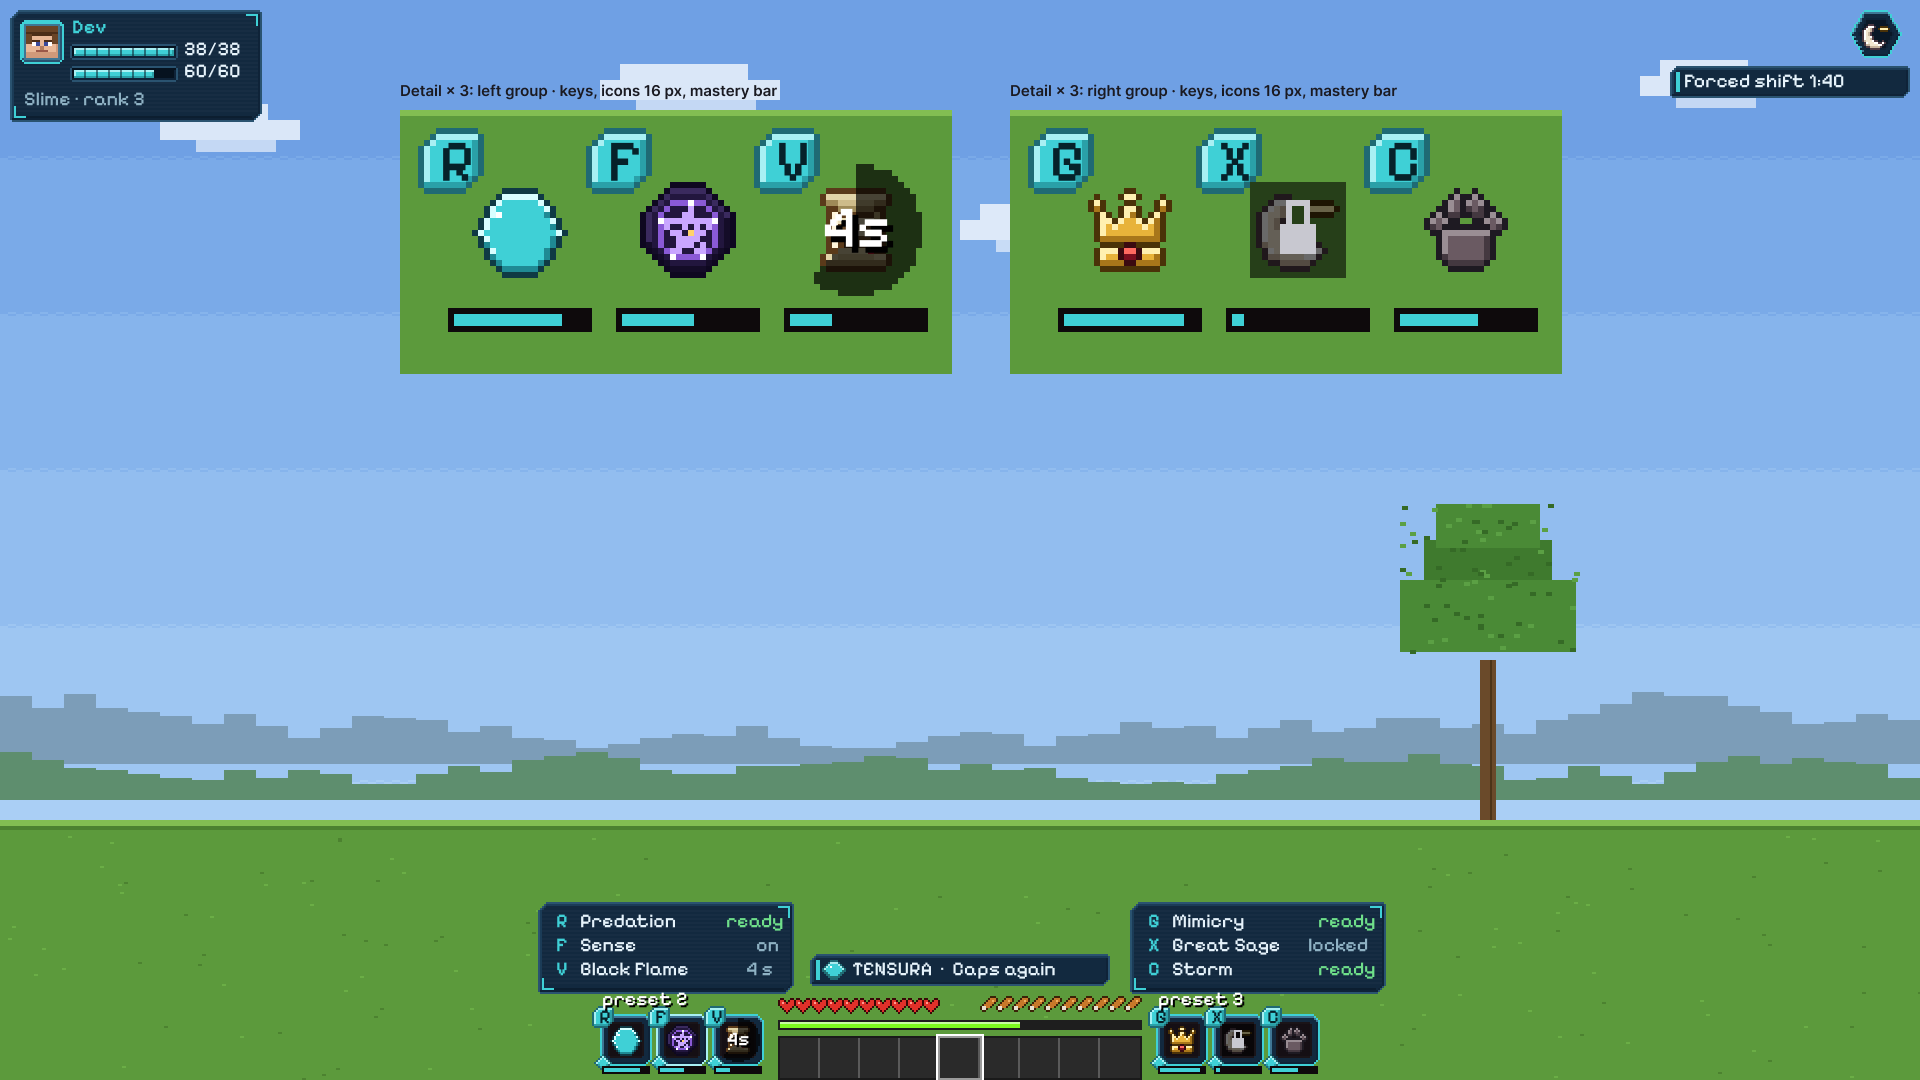 Dev
38/38
60/60
Slime · rank 3
Forced shift 1:40
Detail × 3: left group · keys, icons 16 px, mastery bar
R F V
4s
Detail × 3: right group · keys, icons 16 px, mastery bar
G X C
R Predation ready
F Sense on
V Black Flame 4 s
TENSURA · Caps again
G Mimicry ready
X Great Sage locked
C Storm ready
preset 2
R F V
4s
preset 3
G X C